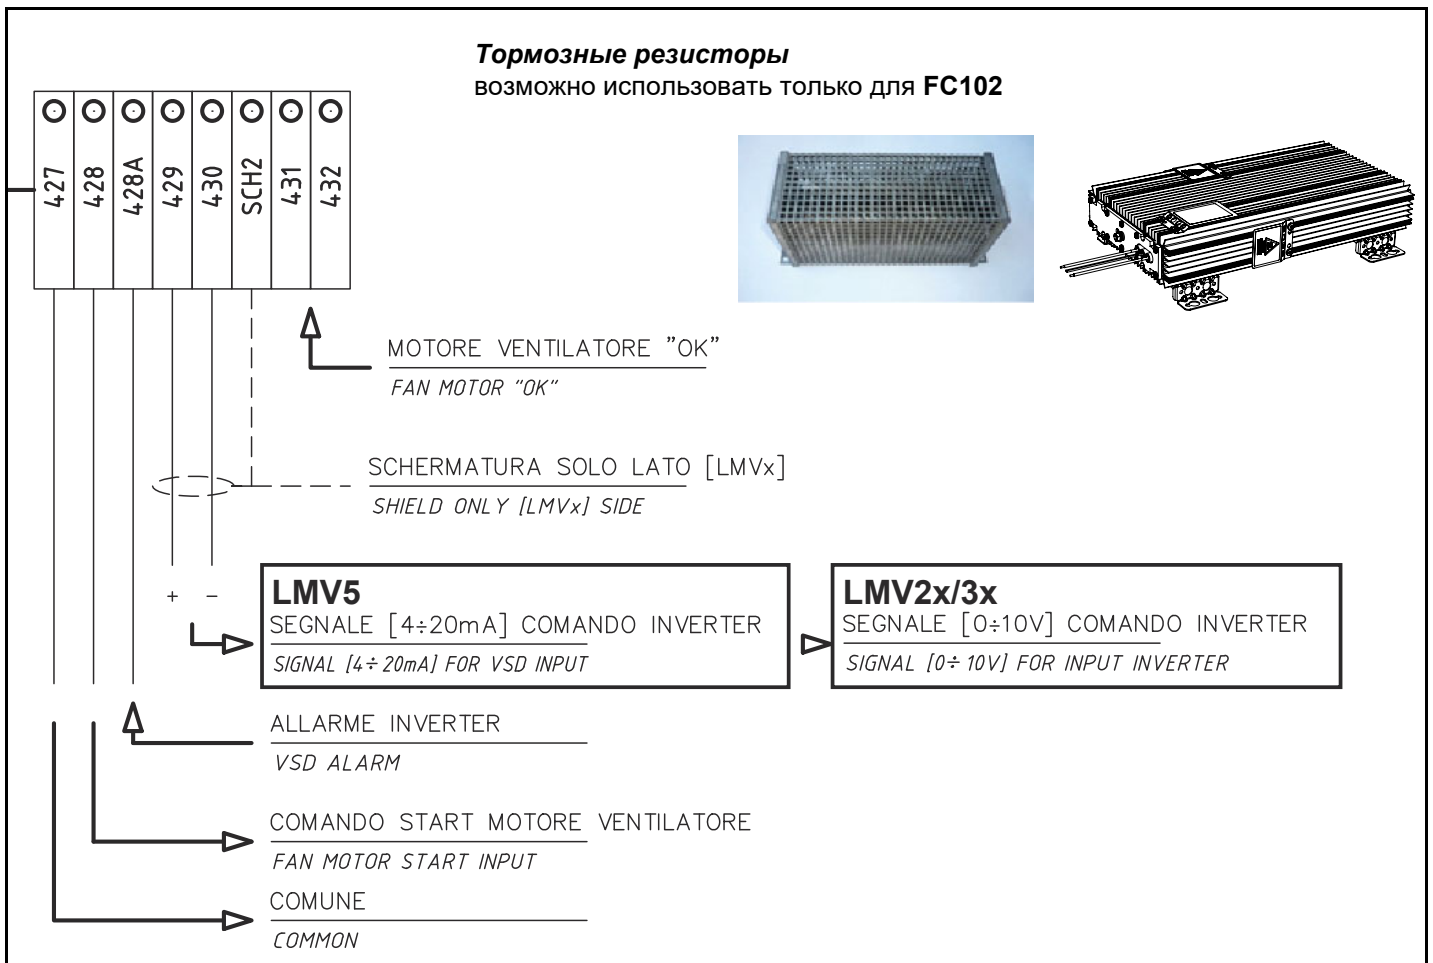 Тормозные резисторы
возможно использовать только для FC102
427
428
428A
429
430
SCH2
431
432
MOTORE VENTILATORE ”OK”
FAN MOTOR "OK"
SCHERMATURA SOLO LATO [LMVx]
SHIELD ONLY [LMVx] SIDE
+ −
LMV5
SEGNALE [4÷20mA] COMANDO INVERTER
SIGNAL [4÷20mA] FOR VSD INPUT
LMV2x/3x
SEGNALE [0÷10V] COMANDO INVERTER
SIGNAL [0÷10V] FOR INPUT INVERTER
ALLARME INVERTER
VSD ALARM
COMANDO START MOTORE VENTILATORE
FAN MOTOR START INPUT
COMUNE
COMMON